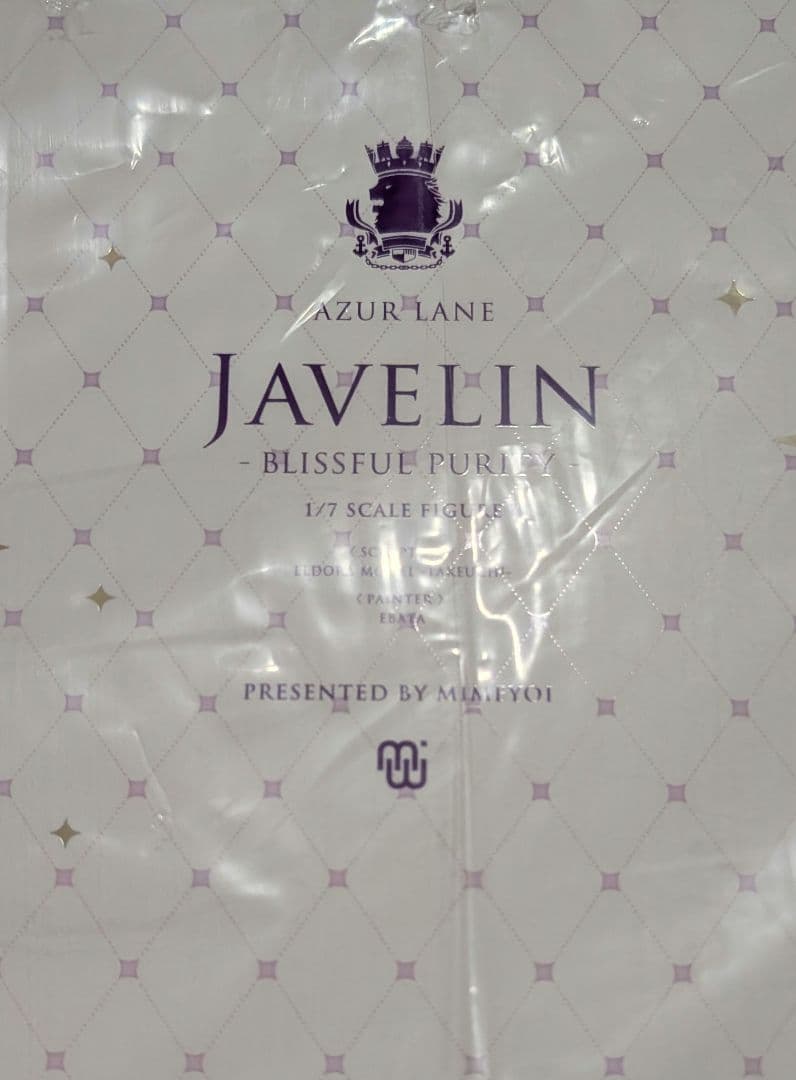 AZUR LANE
JAVELIN
- BLISSFUL PURITY -
1/7 SCALE FIGURE
( PAINTER )
EBATA
PRESENTED BY MIMEYOI